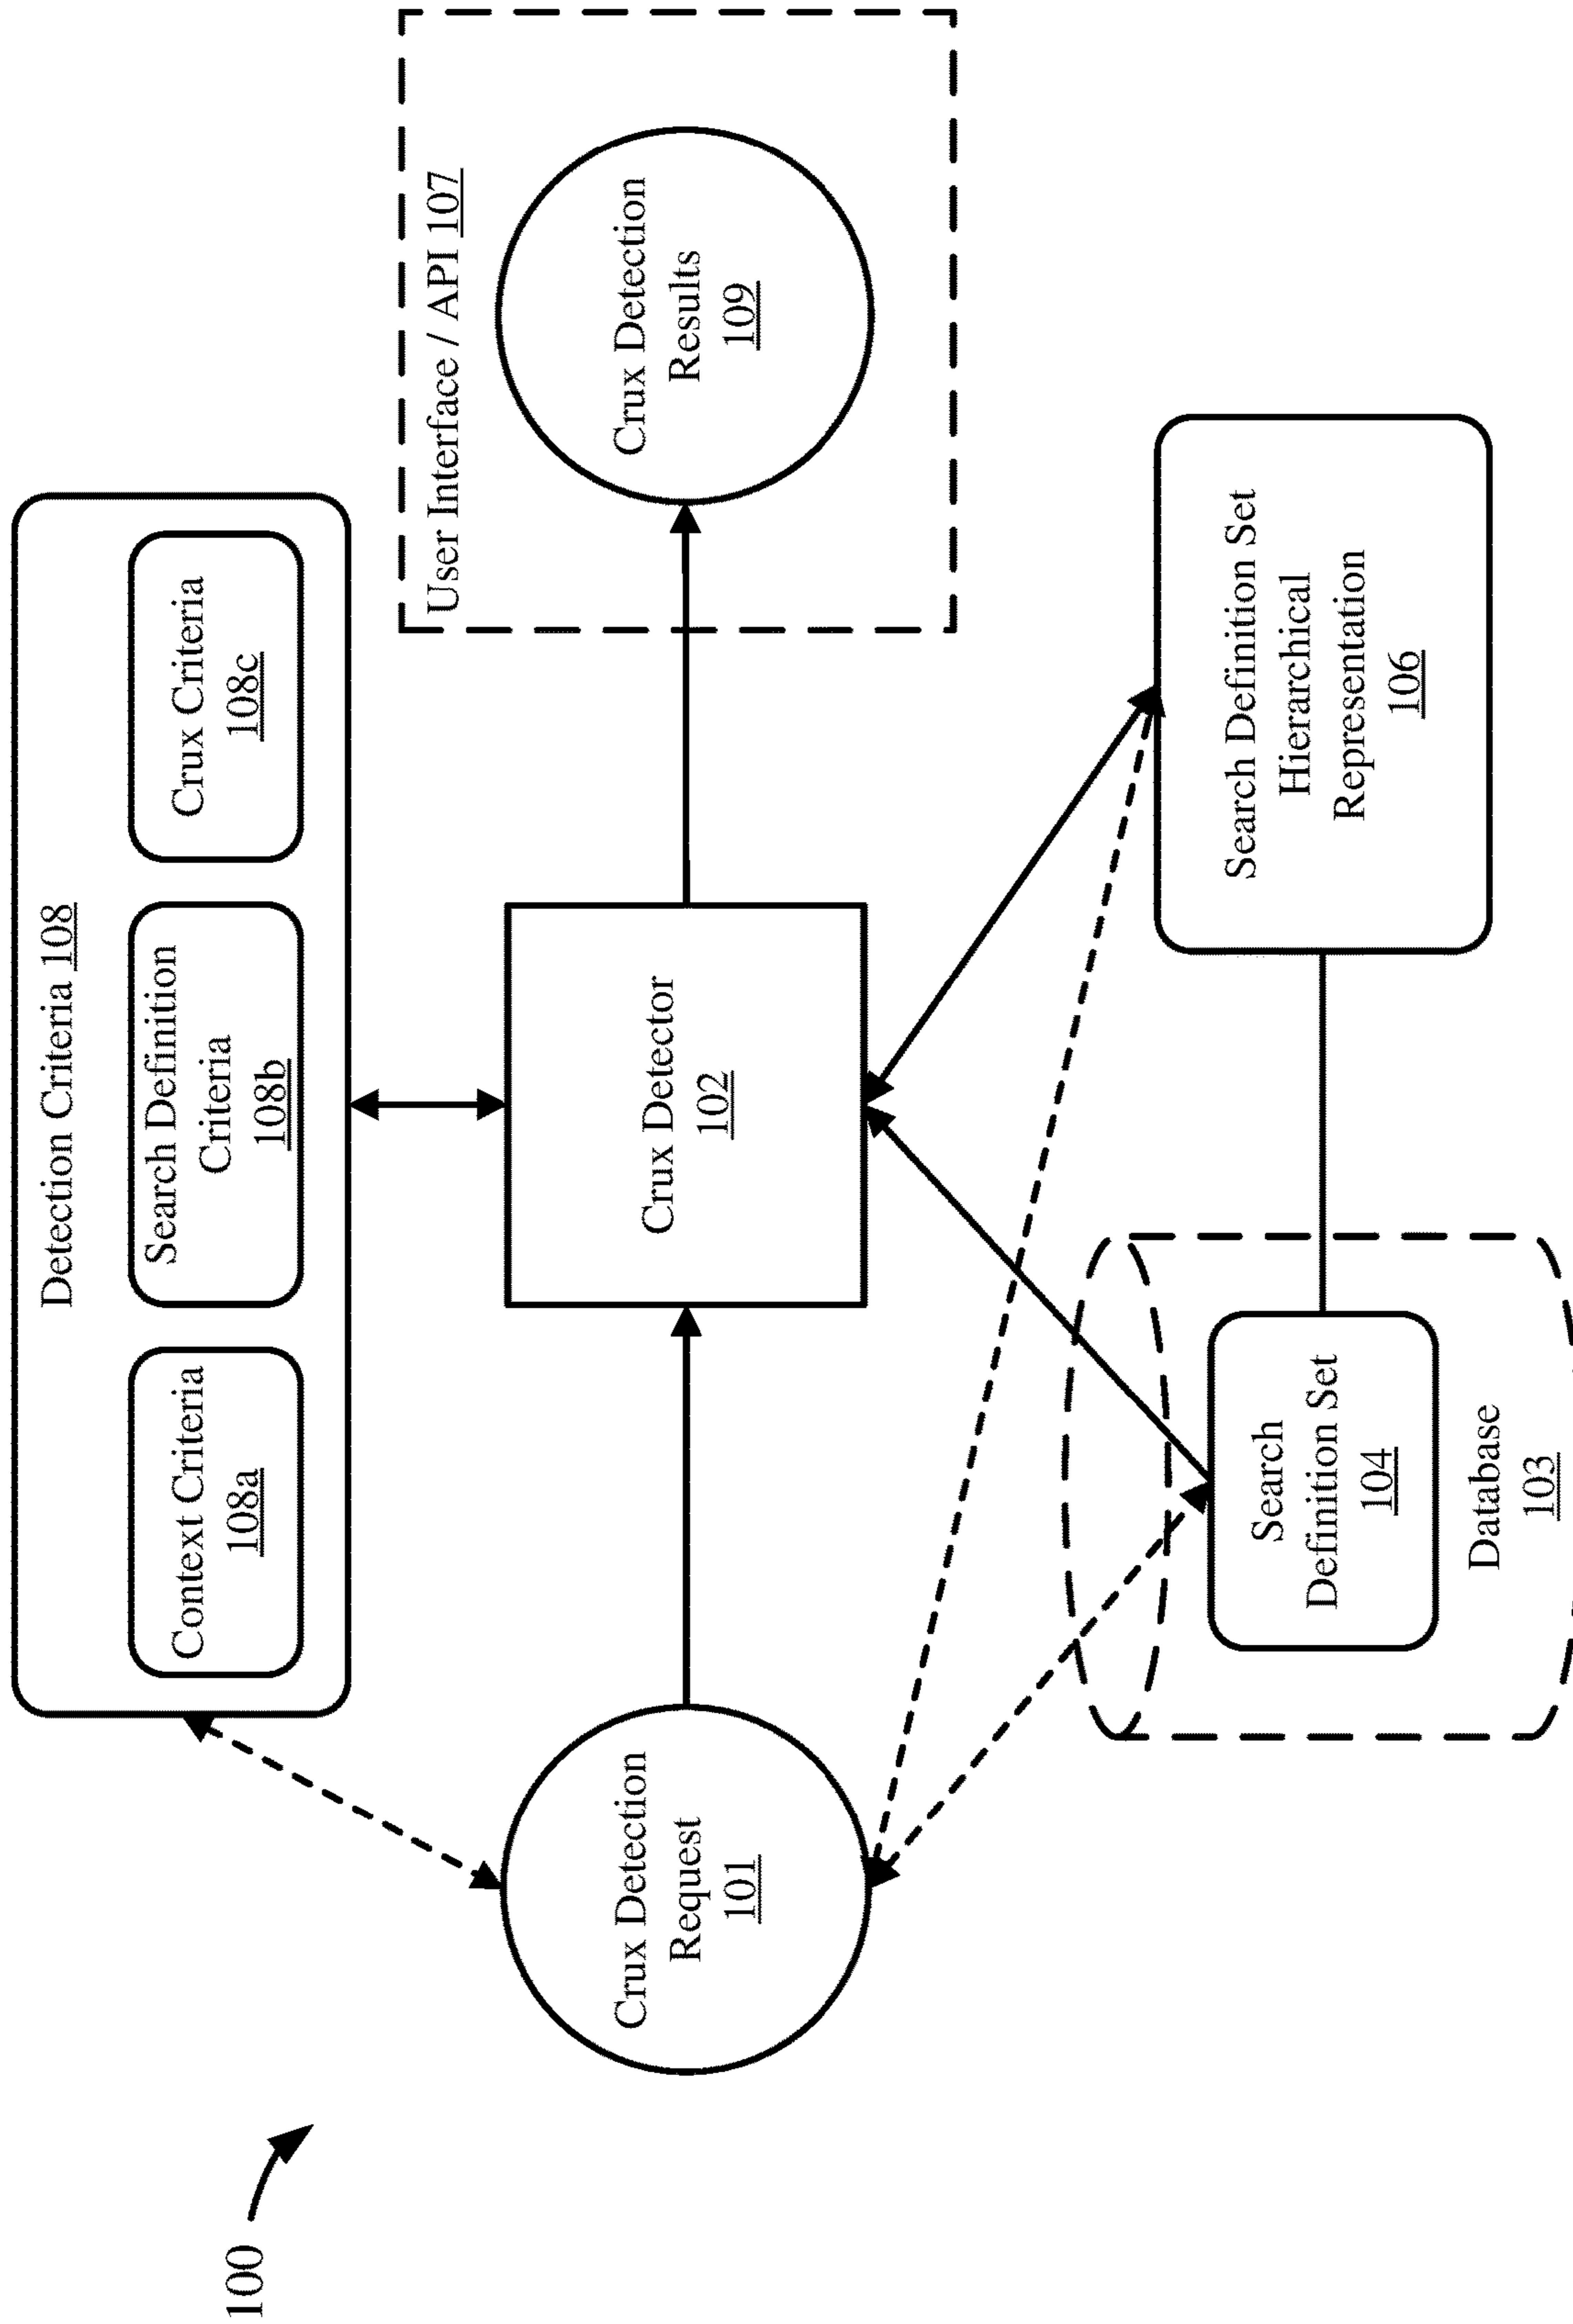 100
Detection Criteria 108
Context Criteria
108a
Search Definition
Criteria
108b
Crux Criteria
108c
User Interface / API 107
Crux Detection
Request
101
Crux Detector
102
Crux Detection
Results
109
Search
Definition Set
104
Database
103
Search Definition Set
Hierarchical
Representation
106